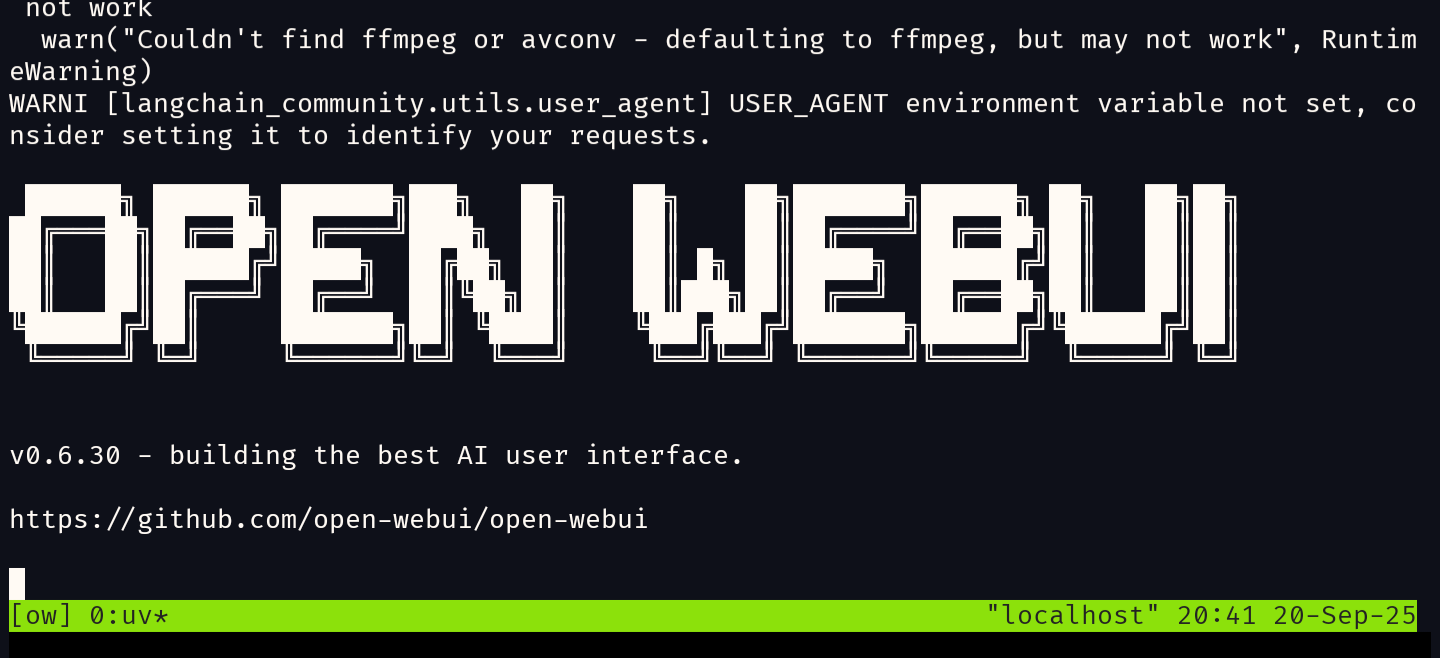 not work
  warn("Couldn't find ffmpeg or avconv - defaulting to ffmpeg, but may not work", Runtim
eWarning)
WARNI [langchain_community.utils.user_agent] USER_AGENT environment variable not set, co
nsider setting it to identify your requests.
OPEN WEBUI
v0.6.30 - building the best AI user interface.
https://github.com/open-webui/open-webui
[ow] 0:uv* "localhost" 20:41 20-Sep-25